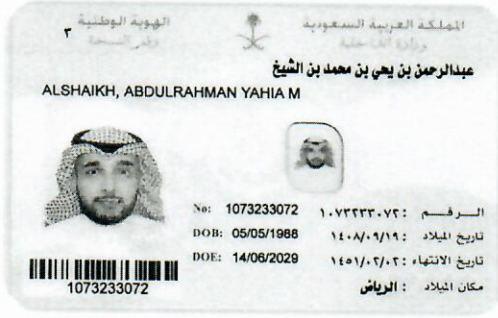 المملكة العربية السعودية
وزارة الداخلية
الهوية الوطنية
٣
رقم النسخة
عبدالرحمن بن يحي بن محمد بن الشيخ
ALSHAIKH, ABDULRAHMAN YAHIA M
No: 1073233072 الرقم : ١٠٧٣٢٣٣٠٧٢
DOB: 05/05/1988 تاريخ الميلاد : ١٤٠٨/٠٩/١٩
DOE: 14/06/2029 تاريخ الانتهاء : ١٤٥١/٠٢/٠٢
مكان الميلاد : الرياض
1073233072